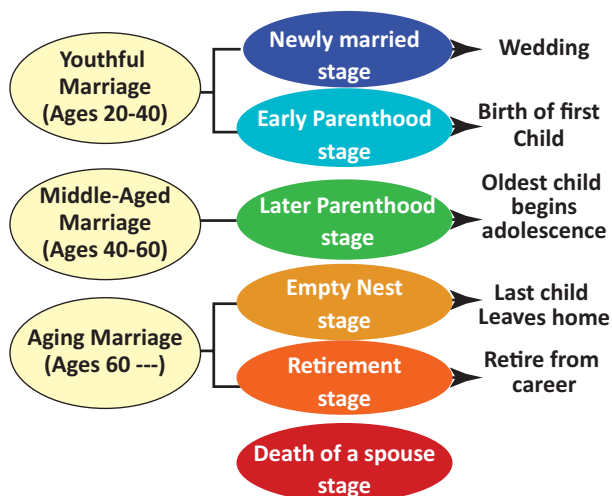 Youthful
Marriage
(Ages 20-40)
Newly married
stage
Wedding
Early Parenthood
stage
Birth of first
Child
Middle-Aged
Marriage
(Ages 40-60)
Later Parenthood
stage
Oldest child
begins
adolescence
Aging Marriage
(Ages 60 ---)
Empty Nest
stage
Last child
Leaves home
Retirement
stage
Retire from
career
Death of a spouse
stage